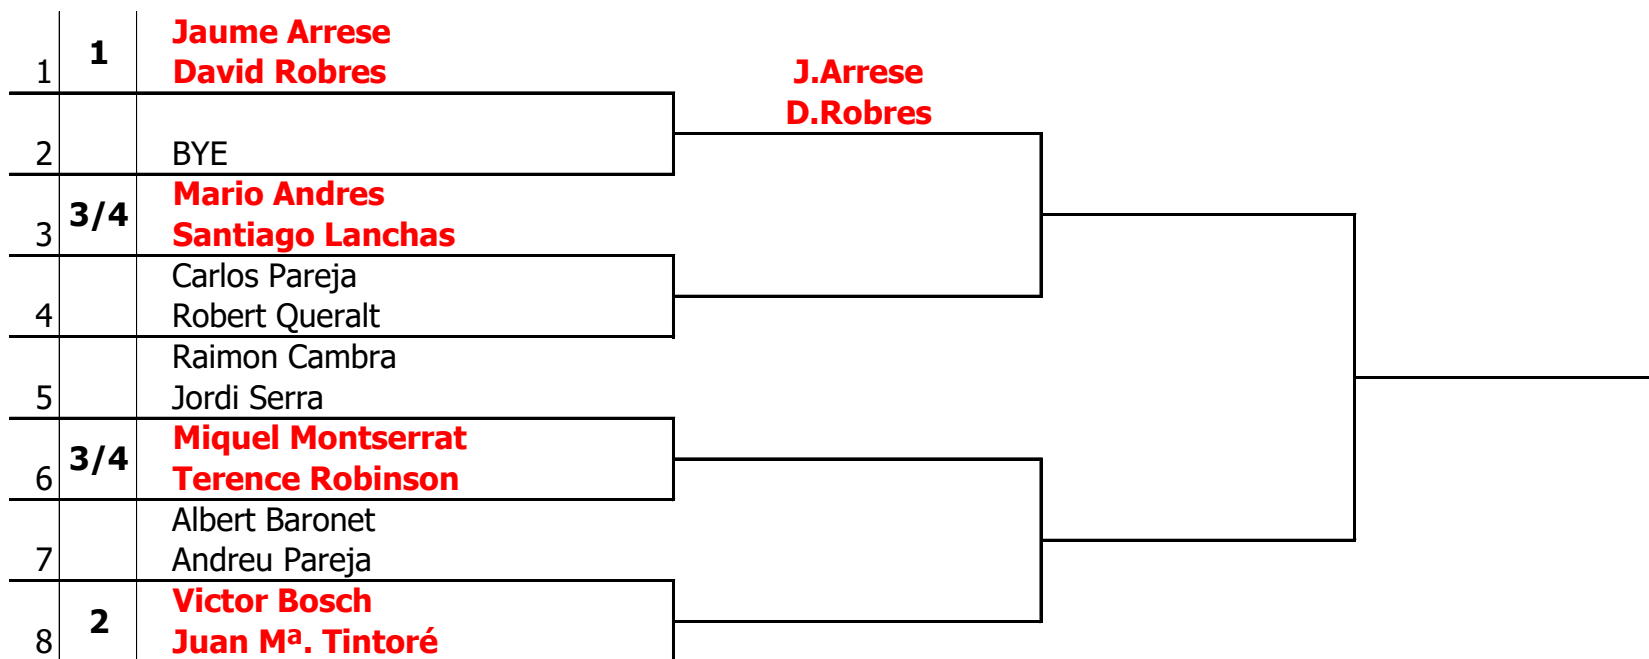 1 1 Jaume Arrese
David Robres
J.Arrese
D.Robres
2 BYE
3 3/4 Mario Andres
Santiago Lanchas
4 Carlos Pareja
Robert Queralt
5 Raimon Cambra
Jordi Serra
6 3/4 Miquel Montserrat
Terence Robinson
7 Albert Baronet
Andreu Pareja
8 2 Victor Bosch
Juan Mª. Tintoré